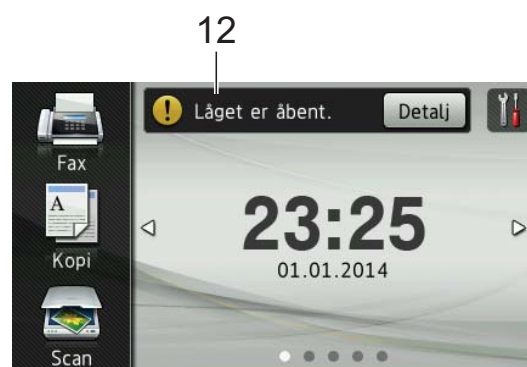 12
Låget er åbent.
Detalj
Fax
A
Kopi
Scan
23:25
01.01.2014